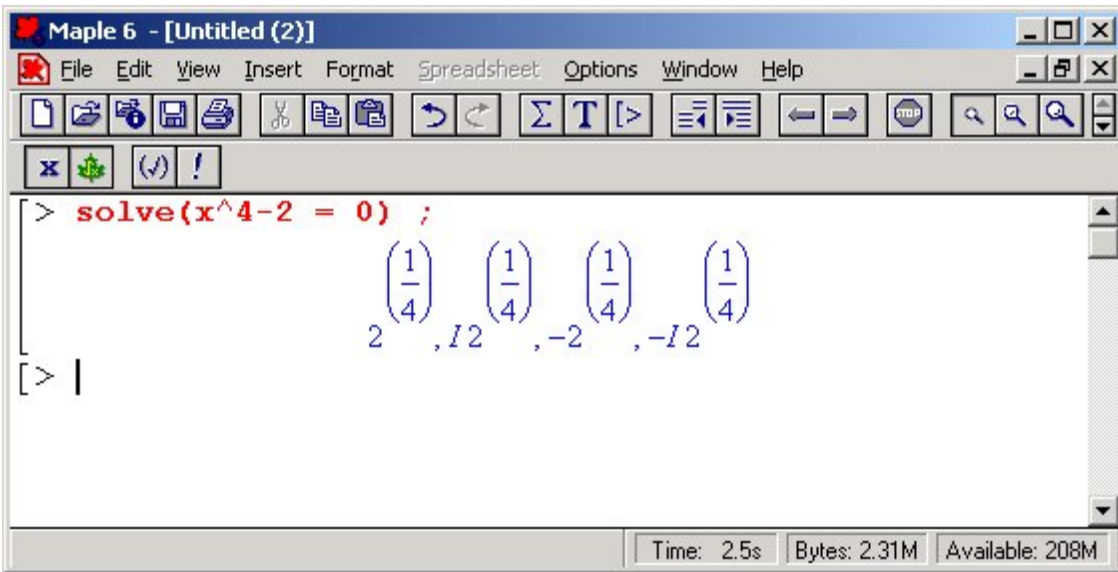 Maple 6 - [Untitled (2)]
File Edit View Insert Format Spreadsheet Options Window Help
Σ T [> STOP
x (√) !
[> solve(x^4-2 = 0) ;
2^(1/4), I 2^(1/4), -2^(1/4), -I 2^(1/4)
[>
Time: 2.5s Bytes: 2.31M Available: 208M